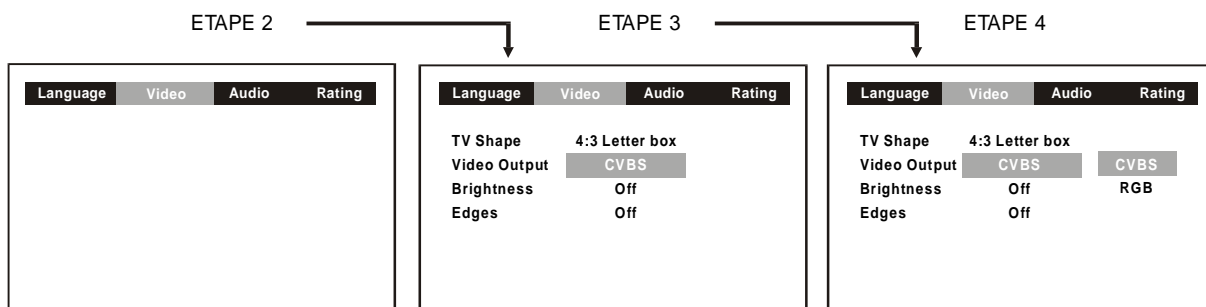 ETAPE 2
ETAPE 3
ETAPE 4
Language Video Audio Rating
Language Video Audio Rating
TV Shape 4:3 Letter box
Video Output CVBS
Brightness Off
Edges Off
Language Video Audio Rating
TV Shape 4:3 Letter box
Video Output CVBS CVBS
Brightness Off RGB
Edges Off